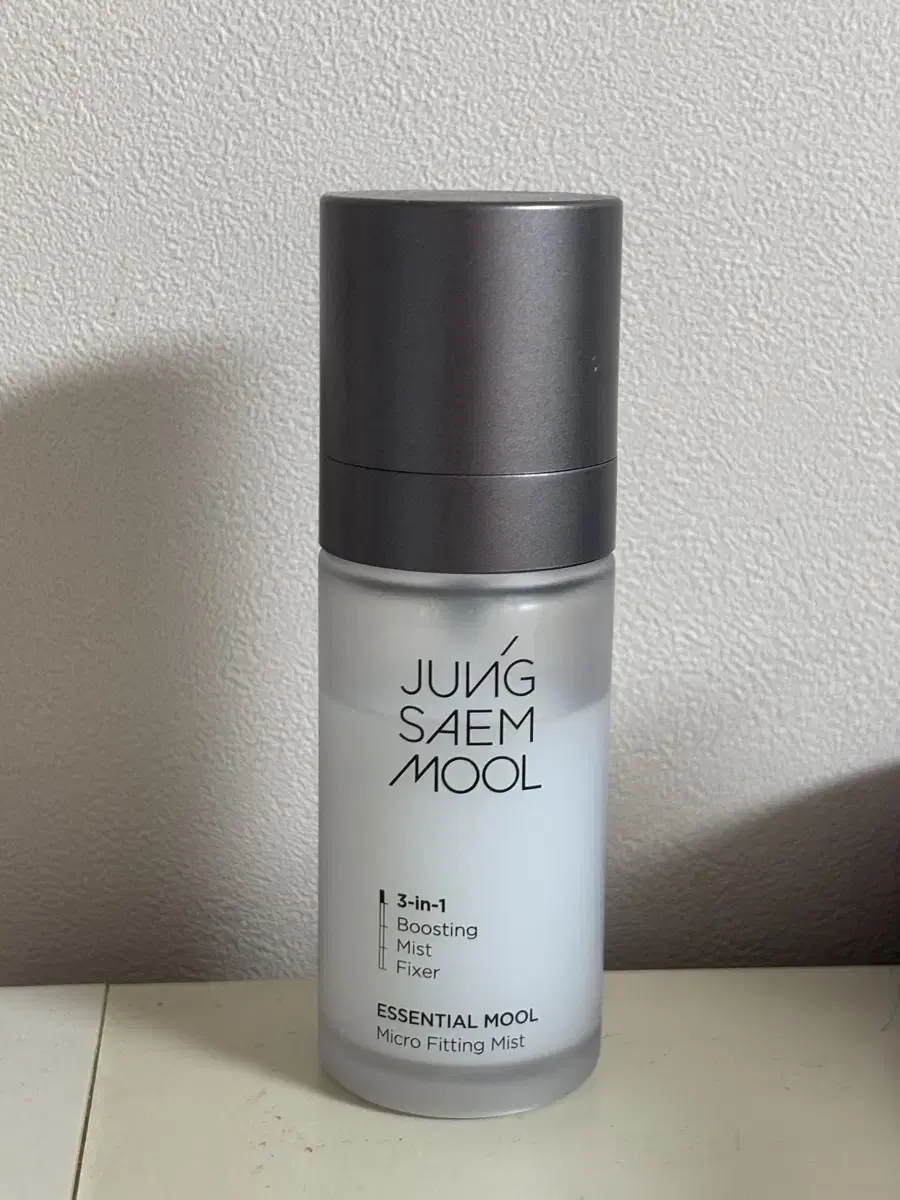 JUNG
SAEM
MOOL
3-in-1
Boosting
Mist
Fixer
ESSENTIAL MOOL
Micro Fitting Mist